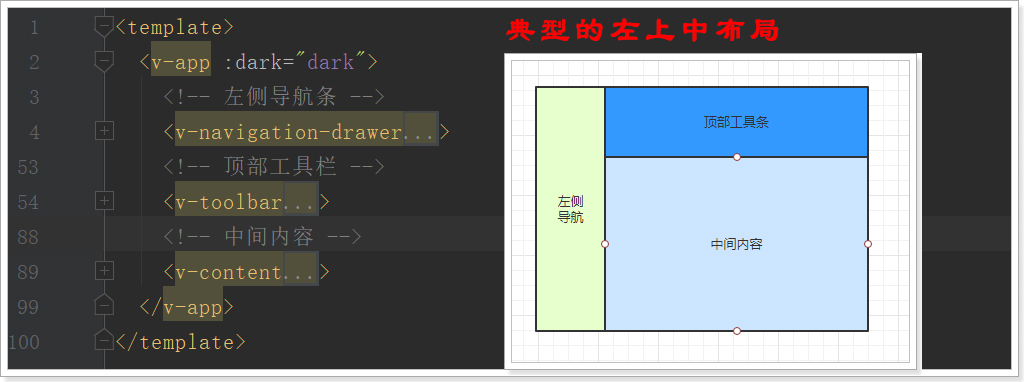 1 <template>
2 <v-app :dark="dark">
3 <!-- 左侧导航条 -->
4 <v-navigation-drawer...>
53 <!-- 顶部工具栏 -->
54 <v-toolbar...>
88 <!-- 中间内容 -->
89 <v-content...>
99 </v-app>
100 </template>
典型的左上中布局
顶部工具条
左侧
导航
中间内容